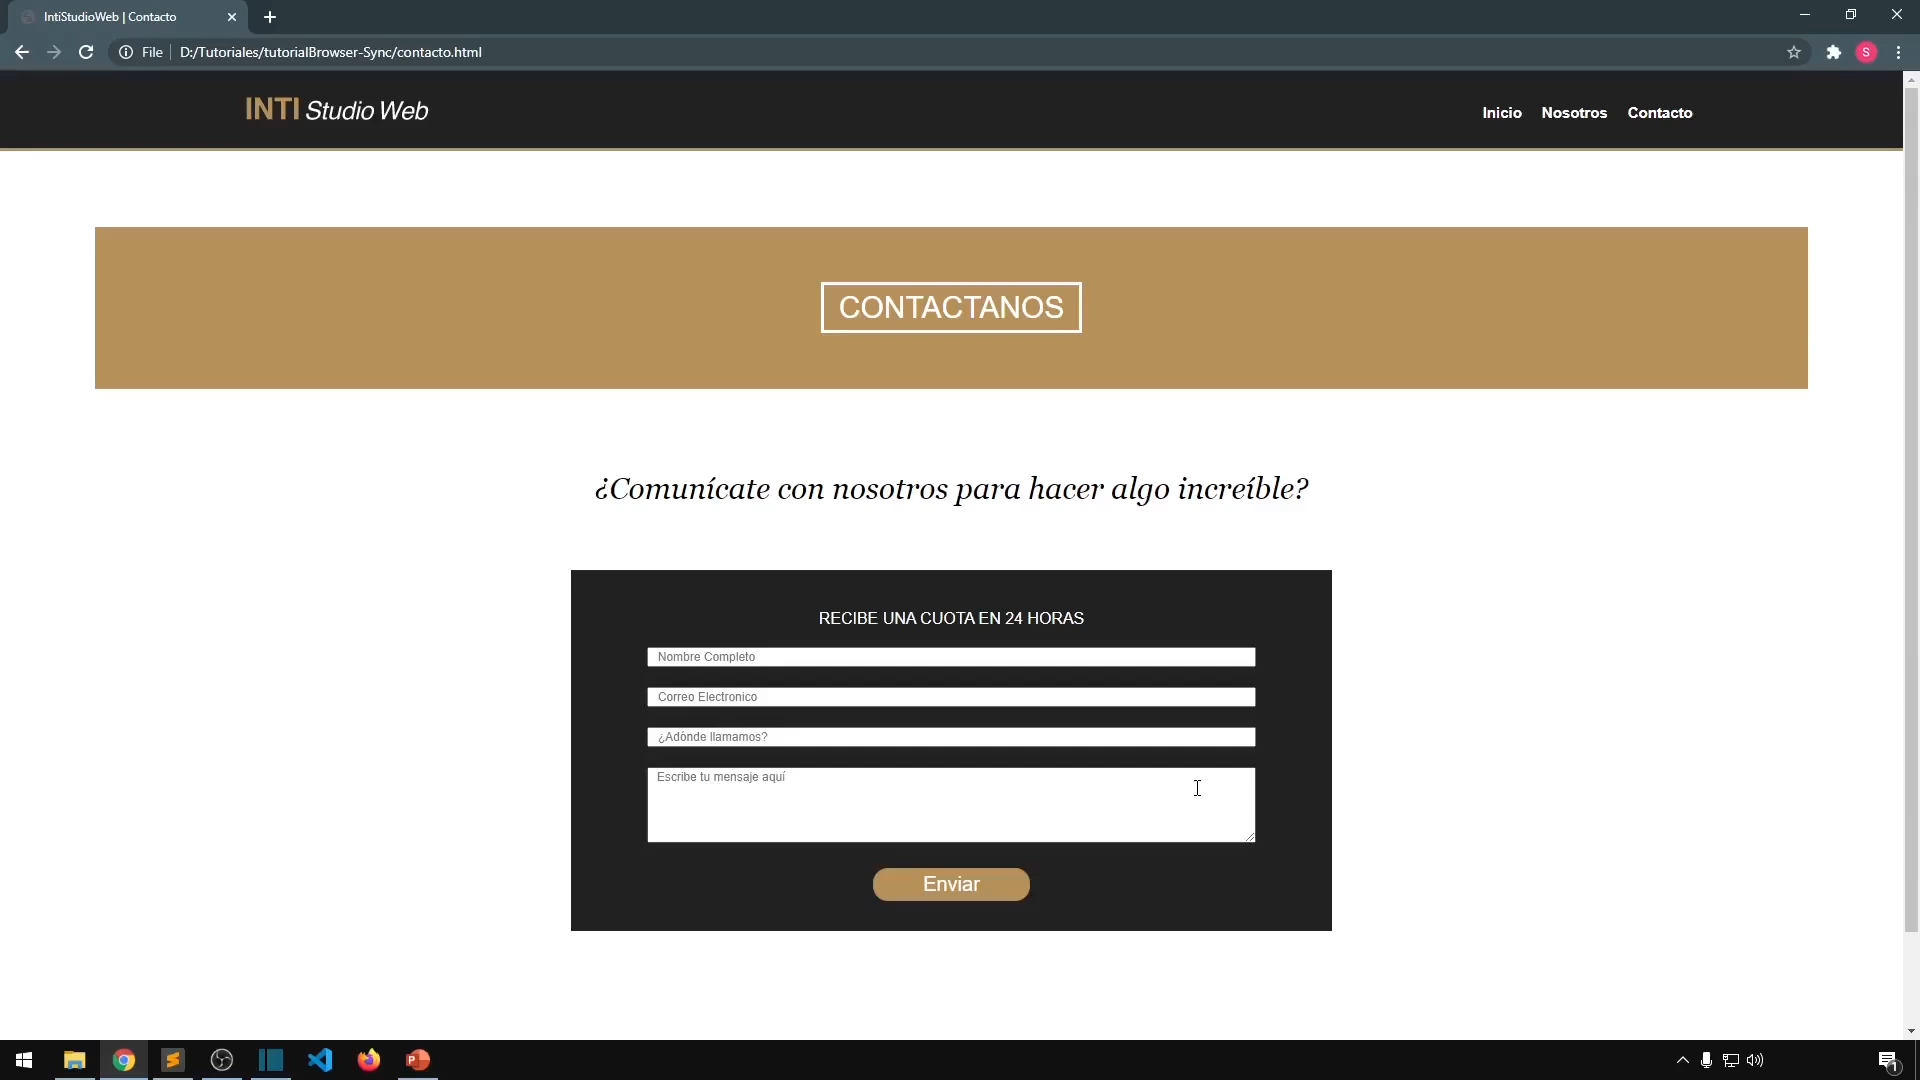 IntiStudioWeb | Contacto
File
D:/Tutoriales/tutorialBrowser-Sync/contacto.html
S
INTI Studio Web
Inicio Nosotros Contacto
CONTACTANOS
¿Comunícate con nosotros para hacer algo increíble?
RECIBE UNA CUOTA EN 24 HORAS
Nombre Completo
Correo Electronico
¿Adónde llamamos?
Escribe tu mensaje aquí
Enviar
P
1